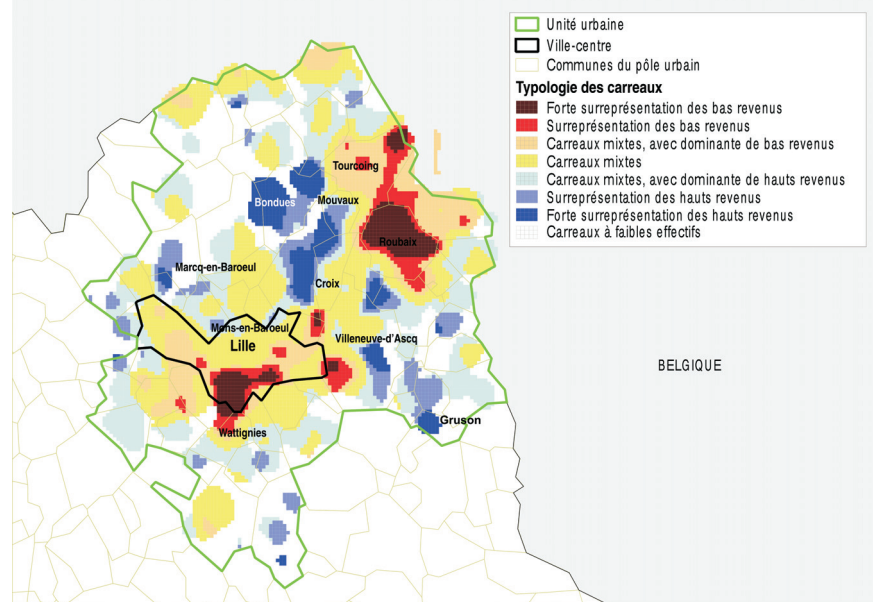 Unité urbaine
Ville-centre
Communes du pôle urbain
Typologie des carreaux
Forte surreprésentation des bas revenus
Surreprésentation des bas revenus
Carreaux mixtes, avec dominante de bas revenus
Carreaux mixtes
Carreaux mixtes, avec dominante de hauts revenus
Surreprésentation des hauts revenus
Forte surreprésentation des hauts revenus
Carreaux à faibles effectifs
Tourcoing
Bondues
Mouvaux
Roubaix
Marcq-en-Baroeul
Croix
Mons-en-Baroeul
Villeneuve-d'Ascq
Lille
BELGIQUE
Gruson
Wattignies